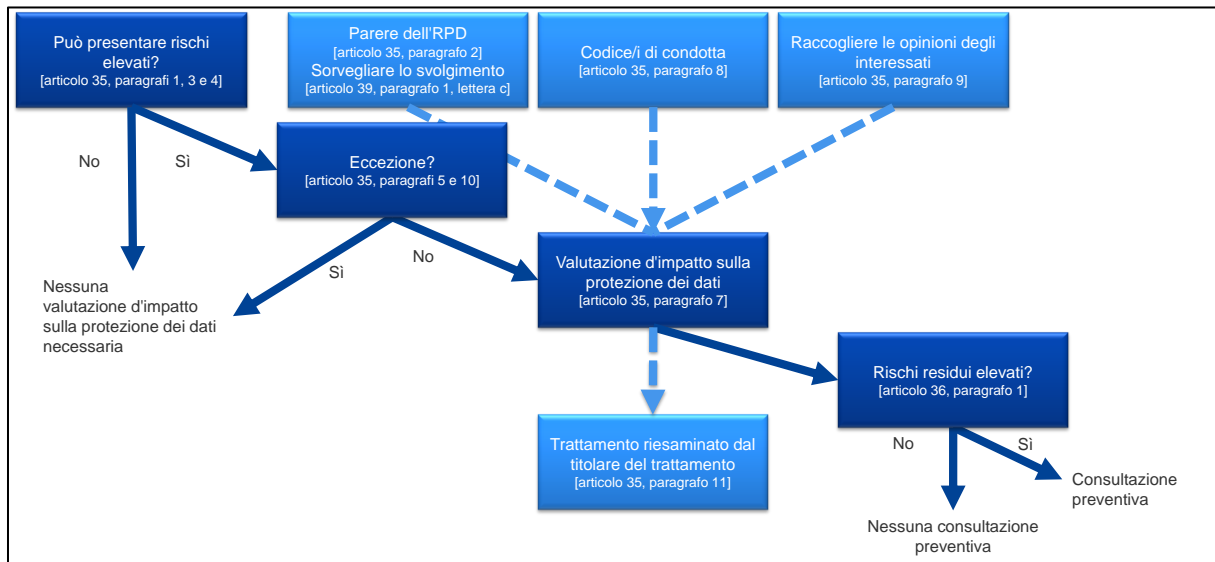 Può presentare rischi
elevati?
[articolo 35, paragrafi 1, 3 e 4]
Parere dell'RPD
[articolo 35, paragrafo 2]
Sorvegliare lo svolgimento
[articolo 39, paragrafo 1, lettera c]
Codice/i di condotta
[articolo 35, paragrafo 8]
Raccogliere le opinioni degli
interessati
[articolo 35, paragrafo 9]
No
Sì
Eccezione?
[articolo 35, paragrafi 5 e 10]
Sì
No
Nessuna
valutazione d'impatto
sulla protezione dei dati
necessaria
Valutazione d'impatto sulla
protezione dei dati
[articolo 35, paragrafo 7]
Rischi residui elevati?
[articolo 36, paragrafo 1]
Trattamento riesaminato dal
titolare del trattamento
[articolo 35, paragrafo 11]
No
Sì
Consultazione
preventiva
Nessuna consultazione
preventiva